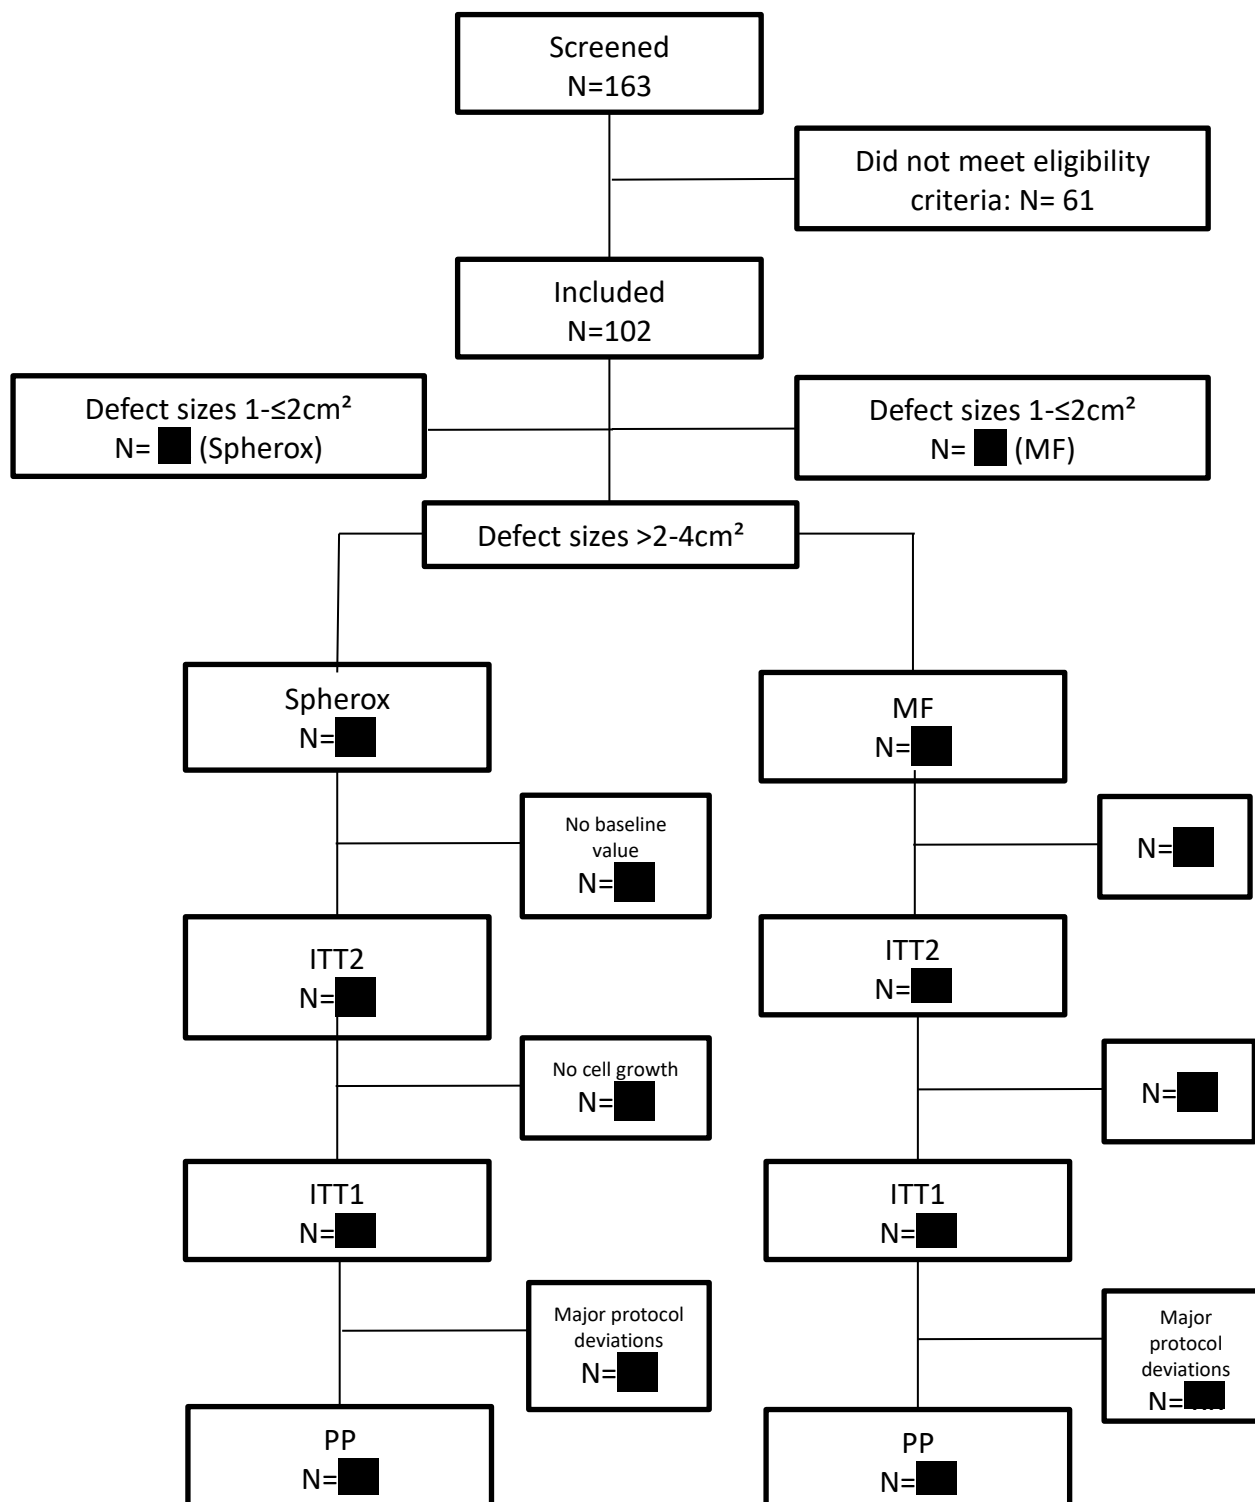 Screened
N=163
Did not meet eligibility
criteria: N= 61
Included
N=102
Defect sizes 1-≤2cm²
N= (Spherox)
Defect sizes 1-≤2cm²
N= (MF)
Defect sizes >2-4cm²
Spherox
N=
MF
N=
No baseline
value
N=
N=
ITT2
N=
ITT2
N=
No cell growth
N=
N=
ITT1
N=
ITT1
N=
Major protocol
deviations
N=
Major
protocol
deviations
N=
PP
N=
PP
N=